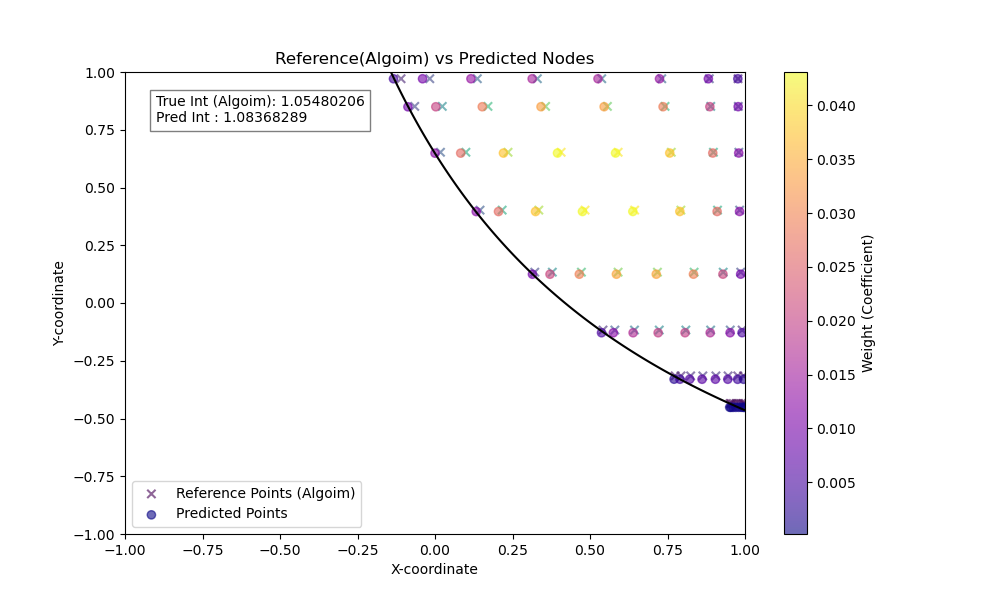 Reference(Algoim) vs Predicted Nodes
True Int (Algoim): 1.05480206
Pred Int : 1.08368289
1.00
0.75
0.50
0.25
0.00
−0.25
−0.50
−0.75
−1.00
Y-coordinate
Reference Points (Algoim)
Predicted Points
−1.00 −0.75 −0.50 −0.25 0.00 0.25 0.50 0.75 1.00
X-coordinate
0.040
0.035
0.030
0.025
0.020
0.015
0.010
0.005
Weight (Coefficient)